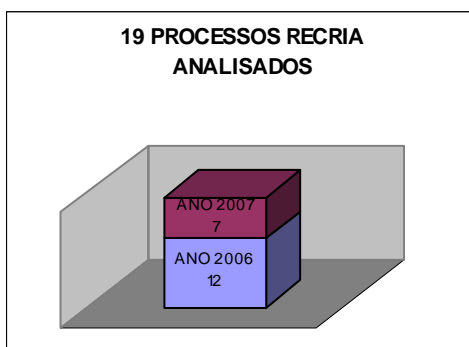 19 PROCESSOS RECRIA
ANALISADOS
ANO 2007
7
ANO 2006
12